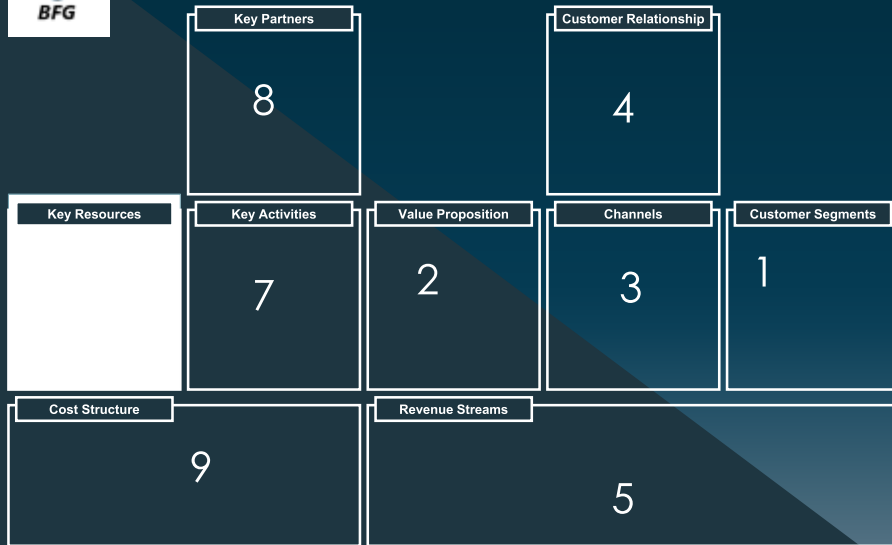 BFG
Key Partners
8
Customer Relationship
4
Key Resources
Key Activities
7
Value Proposition
2
Channels
3
Customer Segments
1
Cost Structure
9
Revenue Streams
5